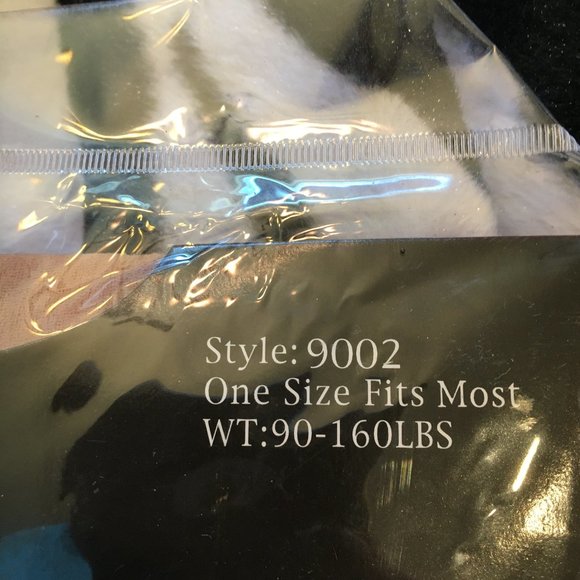 Style: 9002
One Size Fits Most
WT:90-160LBS